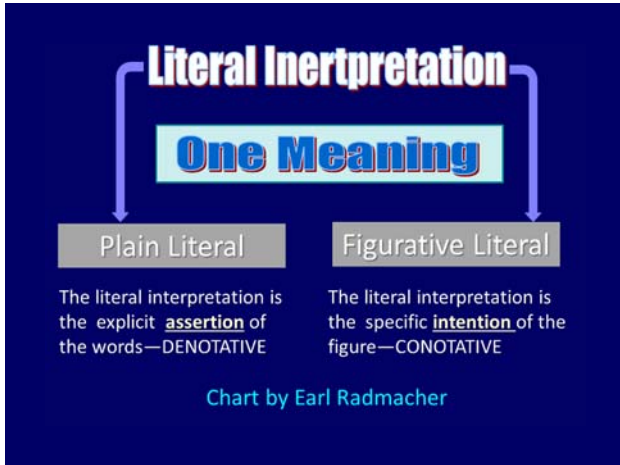 Literal Inertpretation
One Meaning
Plain Literal
The literal interpretation is
the explicit assertion of
the words—DENOTATIVE
Figurative Literal
The literal interpretation is
the specific intention of the
figure—CONOTATIVE
Chart by Earl Radmacher